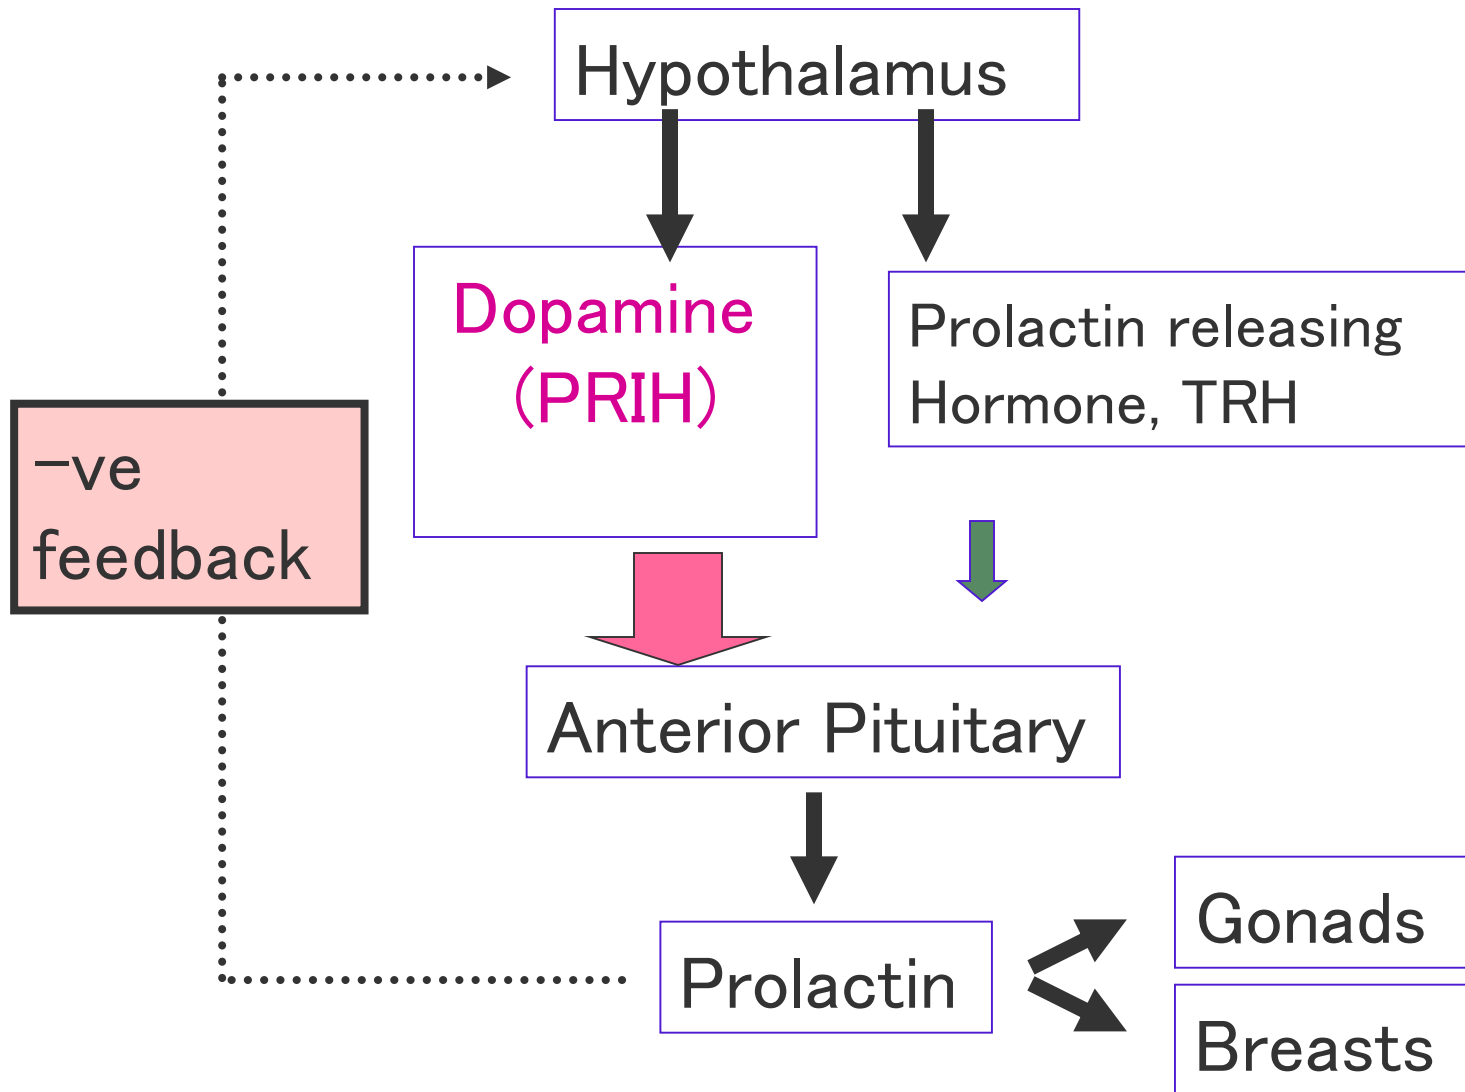 Hypothalamus
Dopamine
(PRIH)
Prolactin releasing
Hormone, TRH
-ve
feedback
Anterior Pituitary
Prolactin
Gonads
Breasts